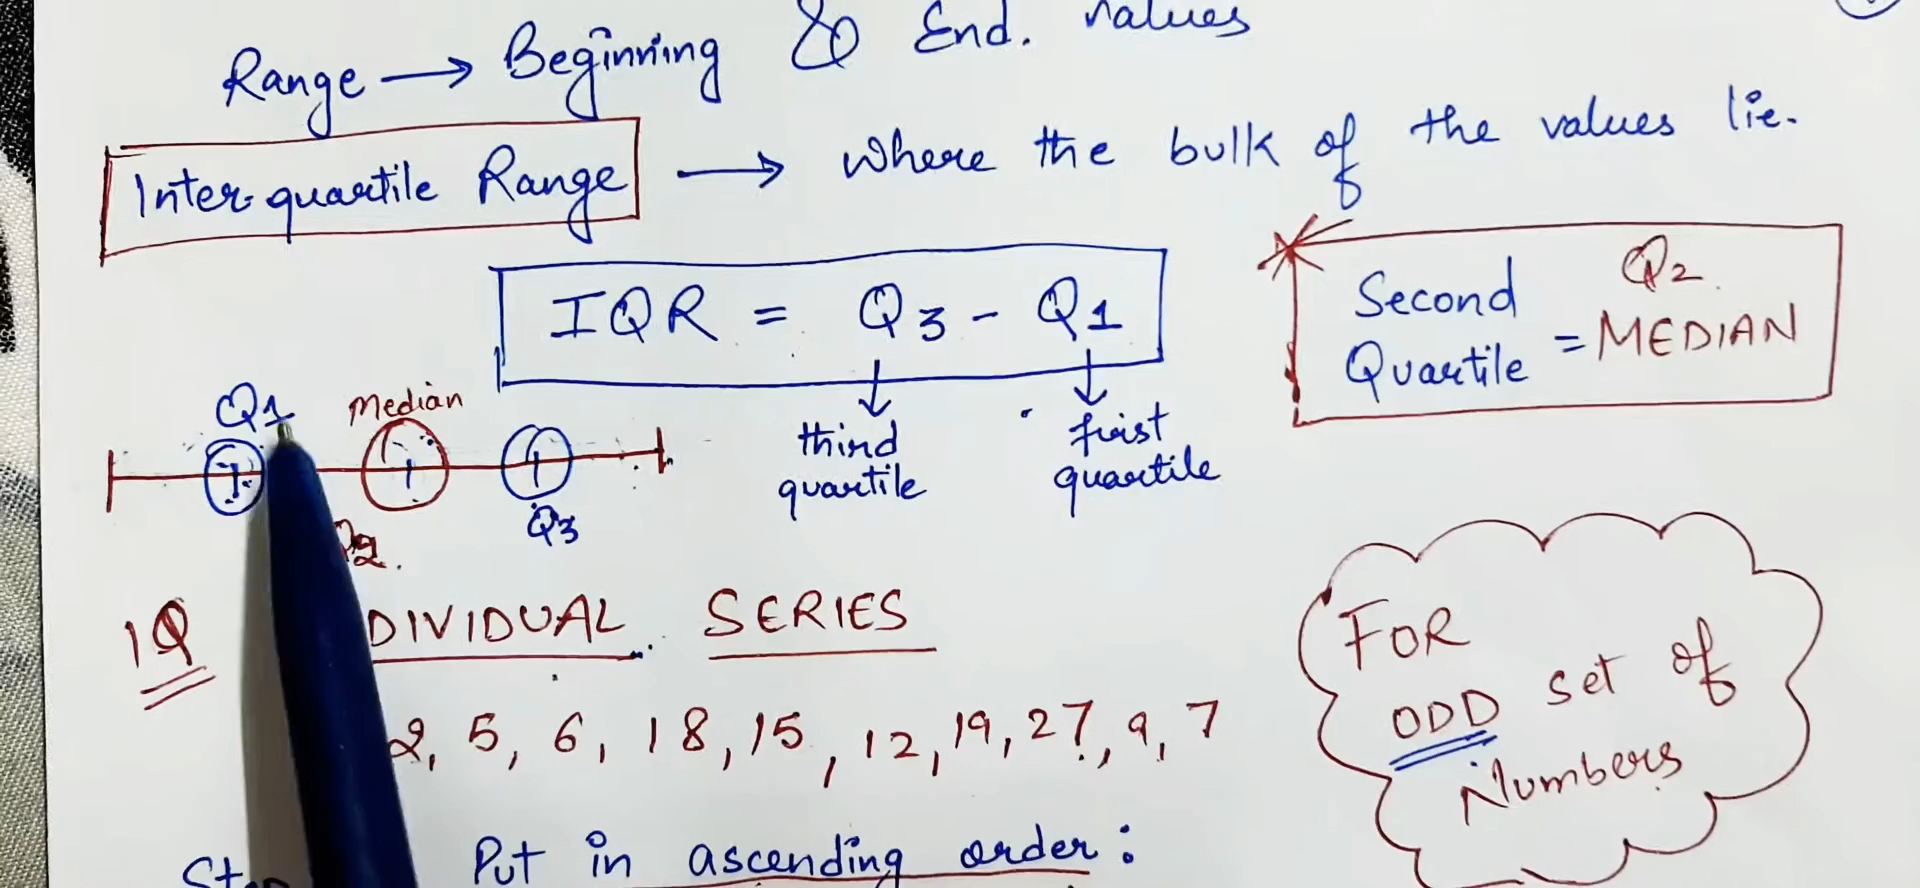 Range → Beginning & End. values
Inter-quartile Range → where the bulk of the values lie.
IQR = Q3 - Q1
third quartile
first quartile
Second Quartile = Q2 MEDIAN
Q1
Median
Q3
1Q
DIVIDUAL SERIES
2, 5, 6, 18, 15, 12, 19, 27, 9, 7
FOR
ODD set of
Numbers
Put in ascending order: